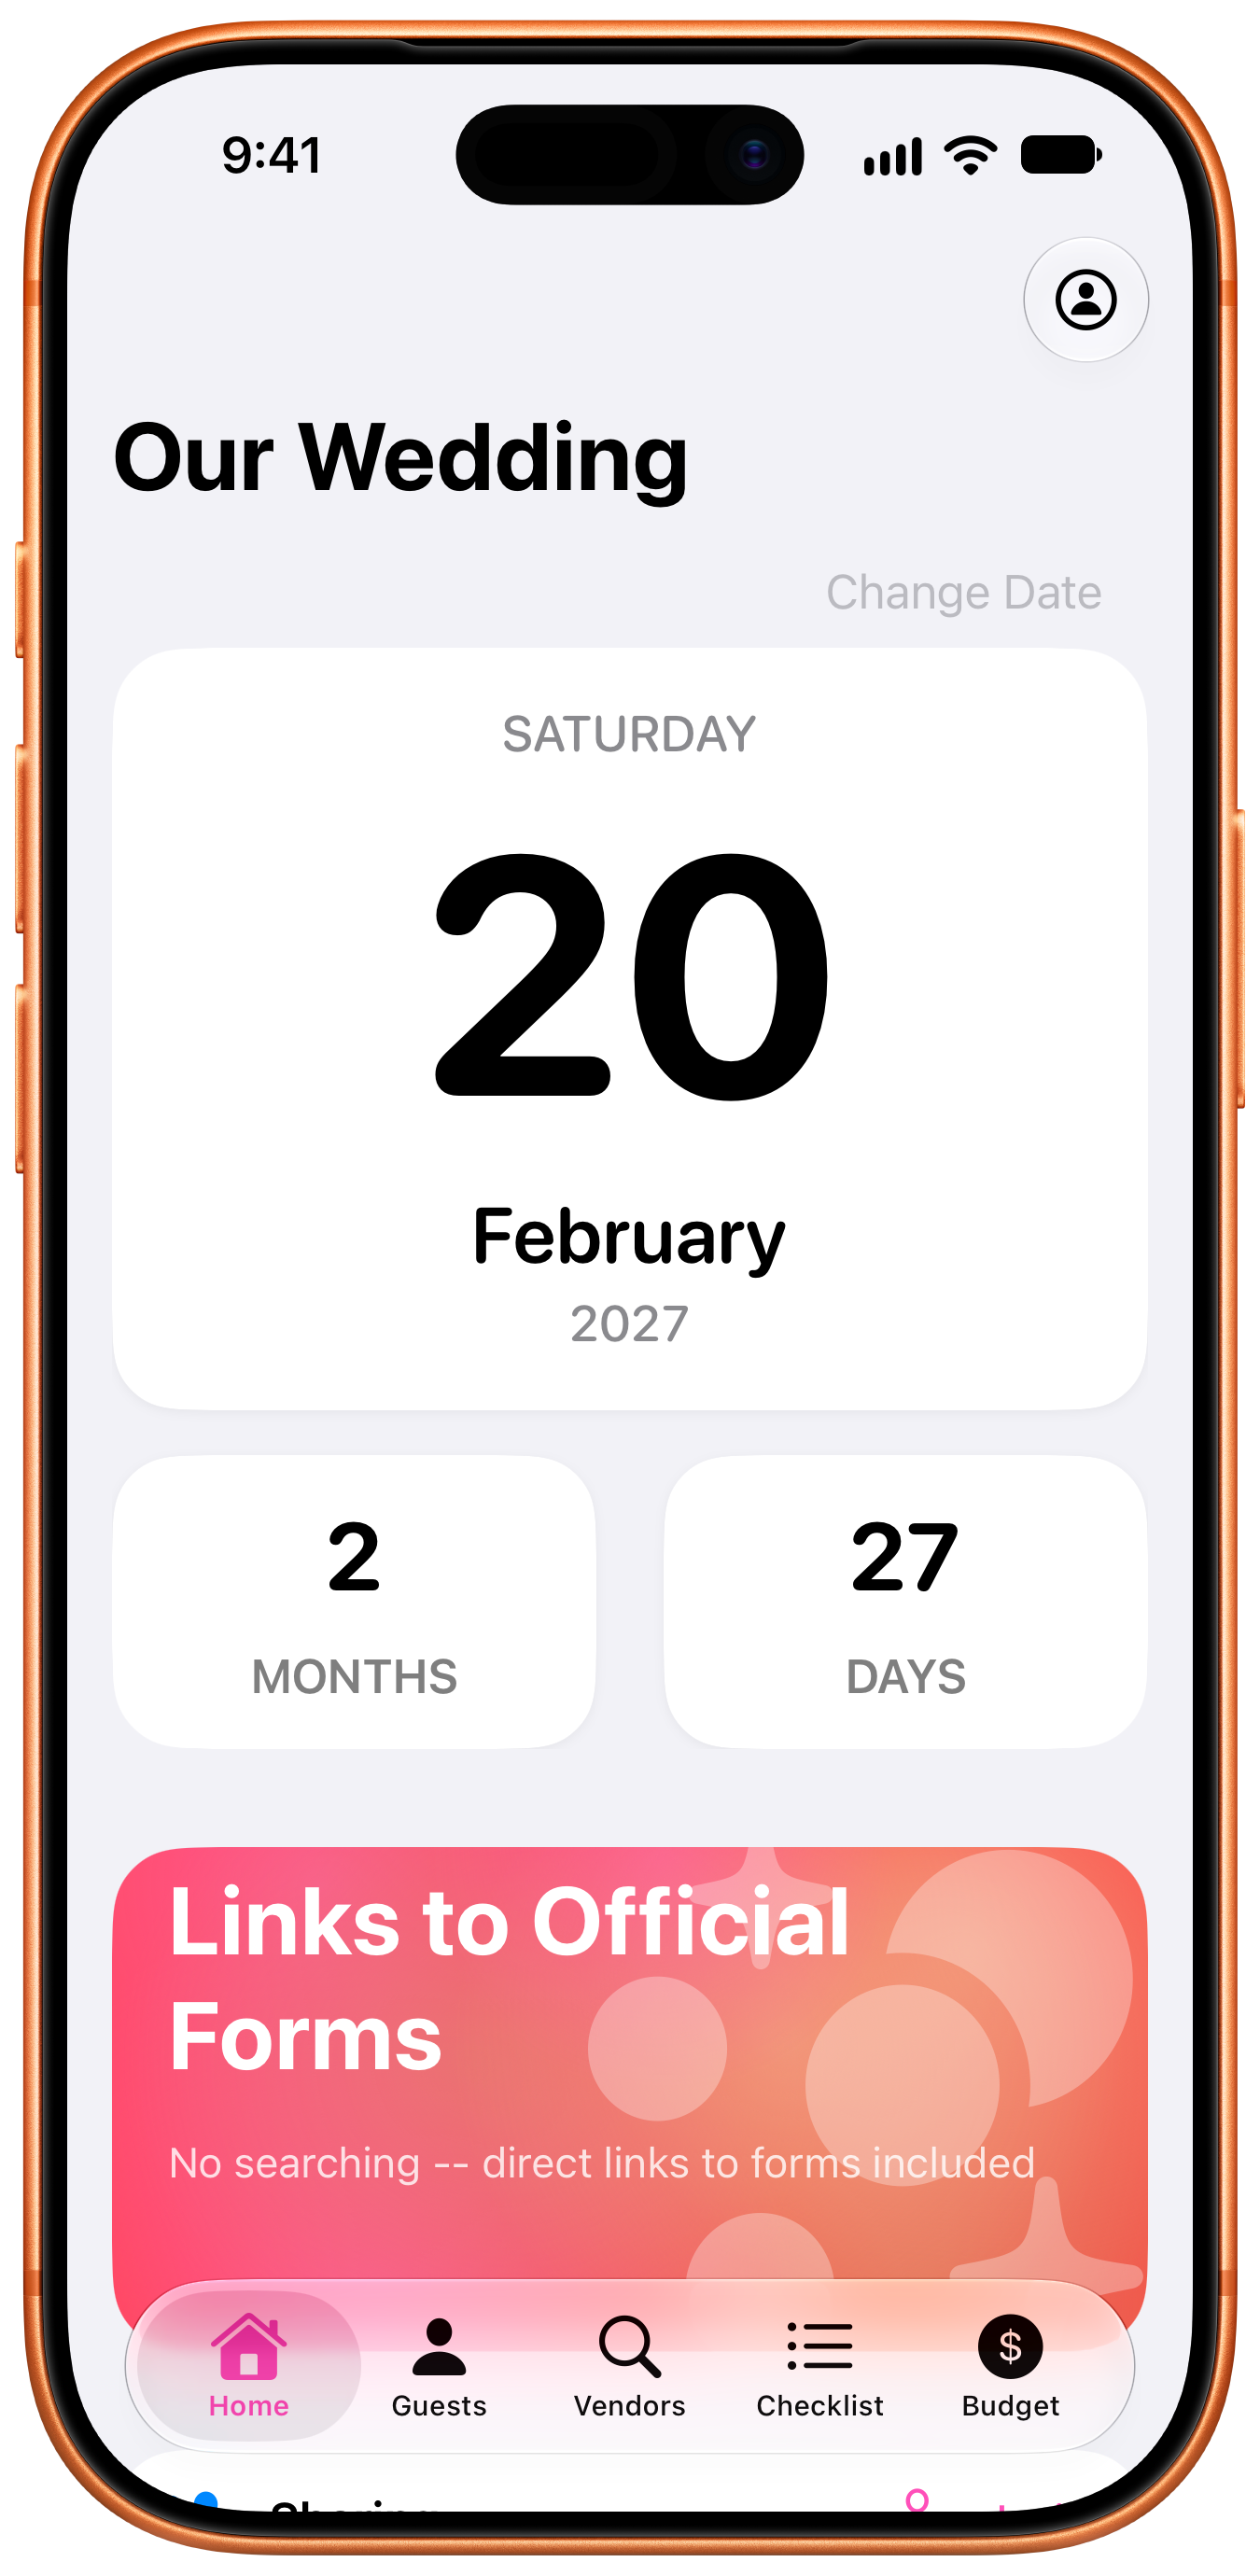 9:41
Our Wedding
Change Date
SATURDAY
20
February
2027
2
MONTHS
27
DAYS
Links to Official
Forms
No searching -- direct links to forms included
Home
Guests
Vendors
Checklist
Budget